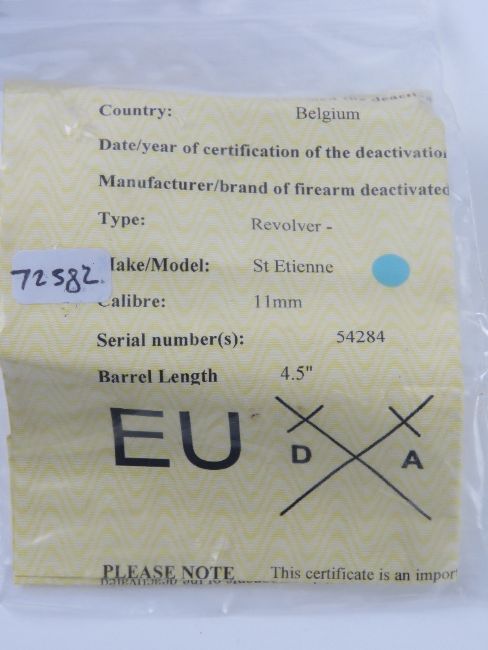 Country: Belgium
Date/year of certification of the deactivation
Manufacturer/brand of firearm deactivated
Type: Revolver -
72582
Make/Model: St Etienne
Calibre: 11mm
Serial number(s): 54284
Barrel Length 4.5"
EU D A
PLEASE NOTE This certificate is an impor